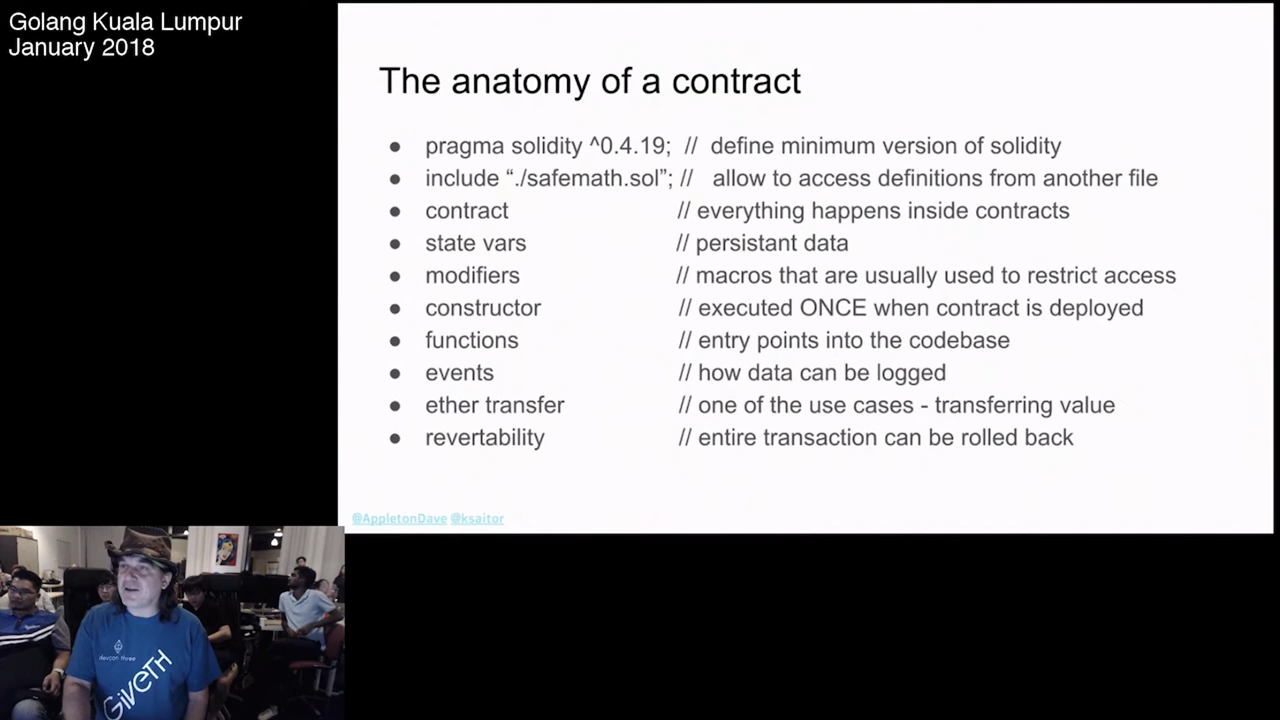 Golang Kuala Lumpur
January 2018
The anatomy of a contract
● pragma solidity ^0.4.19; // define minimum version of solidity
● include “./safemath.sol”; // allow to access definitions from another file
● contract // everything happens inside contracts
● state vars // persistant data
● modifiers // macros that are usually used to restrict access
● constructor // executed ONCE when contract is deployed
● functions // entry points into the codebase
● events // how data can be logged
● ether transfer // one of the use cases - transferring value
● revertability // entire transaction can be rolled back
@AppletonDave @ksaitor
devcon three
GIVETH